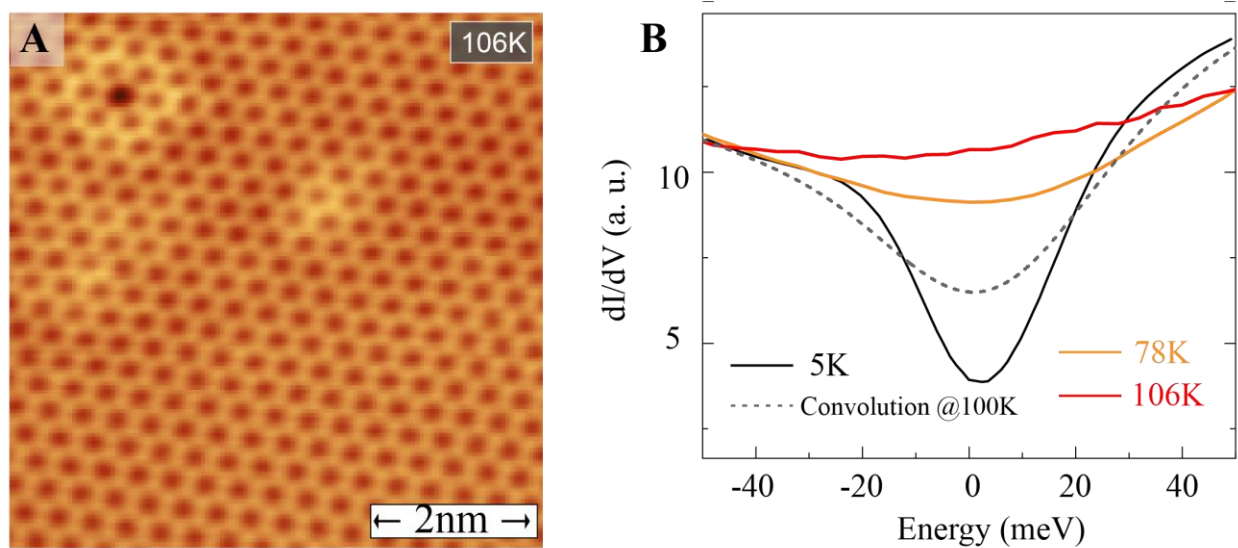 A
106K
← 2nm →
B
dI/dV (a. u.)
10
5
5K
Convolution @100K
78K
106K
-40
-20
0
20
40
Energy (meV)